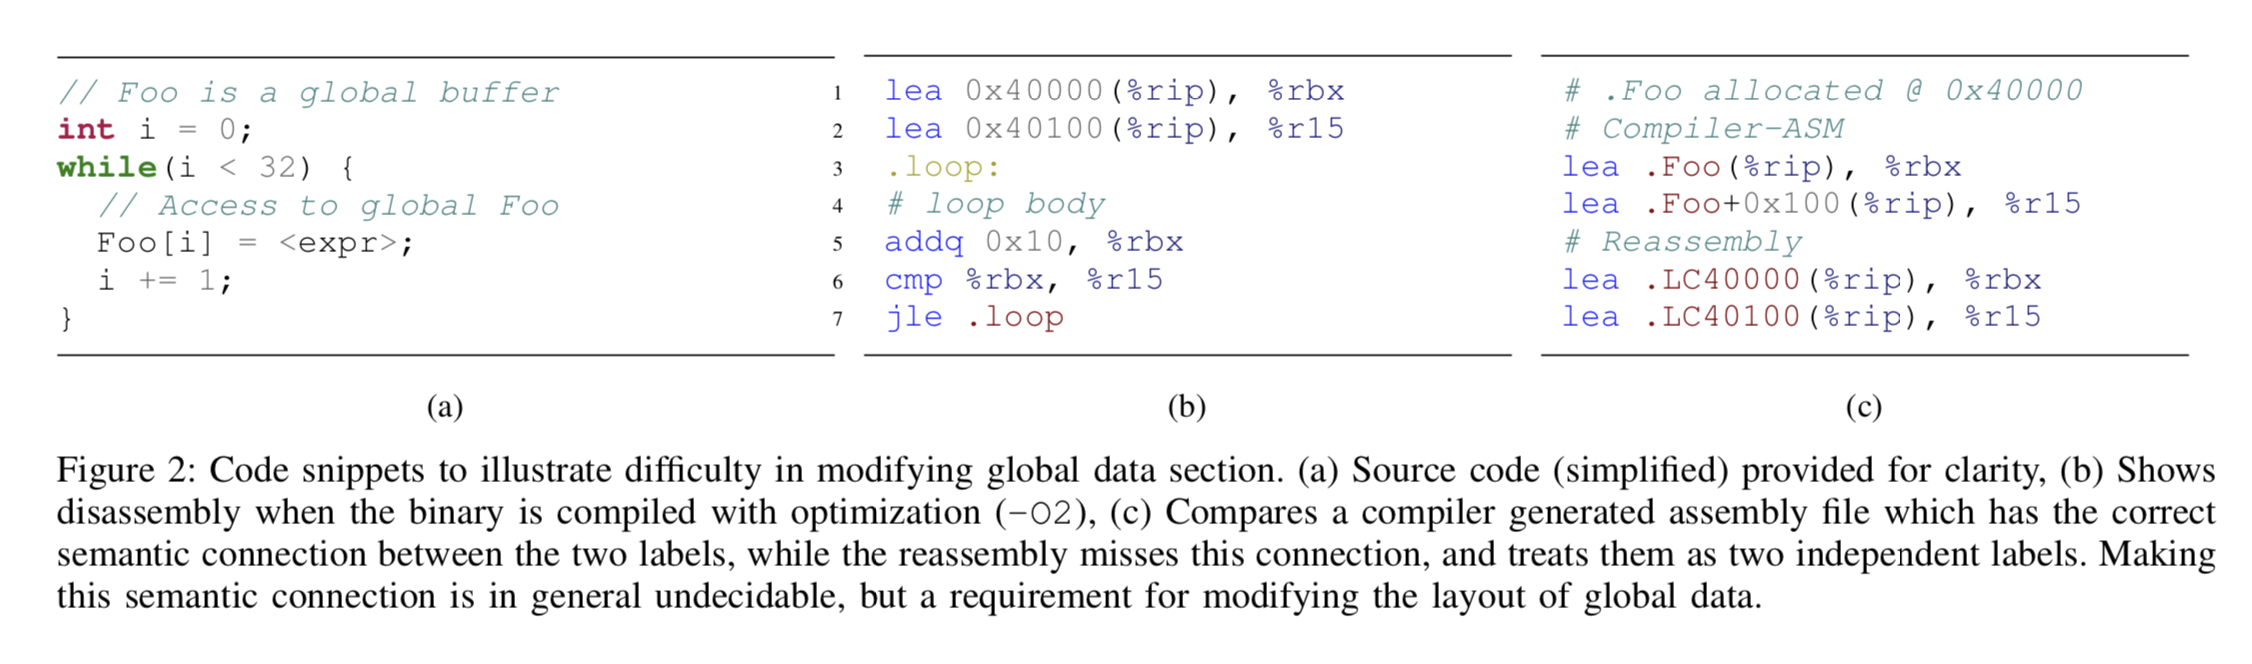 // Foo is a global buffer
int i = 0;
while(i < 32) {
  // Access to global Foo
  Foo[i] = <expr>;
  i += 1;
}
(a)
1 lea 0x40000(%rip), %rbx
2 lea 0x40100(%rip), %r15
3 .loop:
4 # loop body
5 addq 0x10, %rbx
6 cmp %rbx, %r15
7 jle .loop
(b)
# .Foo allocated @ 0x40000
# Compiler-ASM
lea .Foo(%rip), %rbx
lea .Foo+0x100(%rip), %r15
# Reassembly
lea .LC40000(%rip), %rbx
lea .LC40100(%rip), %r15
(c)
Figure 2: Code snippets to illustrate difficulty in modifying global data section. (a) Source code (simplified) provided for clarity, (b) Shows
disassembly when the binary is compiled with optimization (-O2), (c) Compares a compiler generated assembly file which has the correct
semantic connection between the two labels, while the reassembly misses this connection, and treats them as two independent labels. Making
this semantic connection is in general undecidable, but a requirement for modifying the layout of global data.